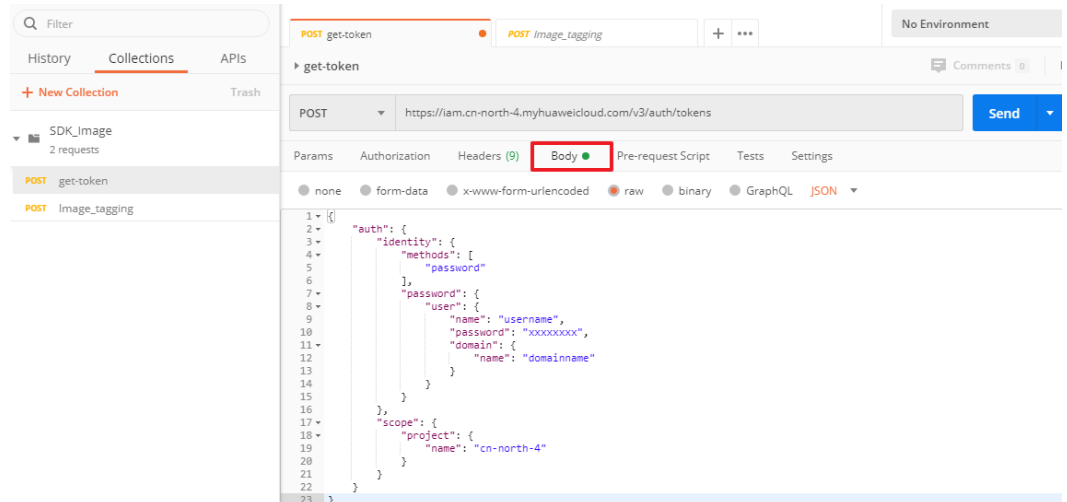 Filter
History Collections APIs
+ New Collection Trash
SDK_Image
2 requests
POST get-token
POST Image_tagging
POST get-token POST Image_tagging + ••• No Environment
get-token Comments 0
POST https://iam.cn-north-4.myhuaweicloud.com/v3/auth/tokens Send
Params Authorization Headers (9) Body Pre-request Script Tests Settings
none form-data x-www-form-urlencoded raw binary GraphQL JSON
1 {
2 "auth": {
3 "identity": {
4 "methods": [
5 "password"
6 ],
7 "password": {
8 "user": {
9 "name": "username",
10 "password": "xxxxxxxx",
11 "domain": {
12 "name": "domainname"
13 }
14 }
15 }
16 },
17 "scope": {
18 "project": {
19 "name": "cn-north-4"
20 }
21 }
22 }
23 }